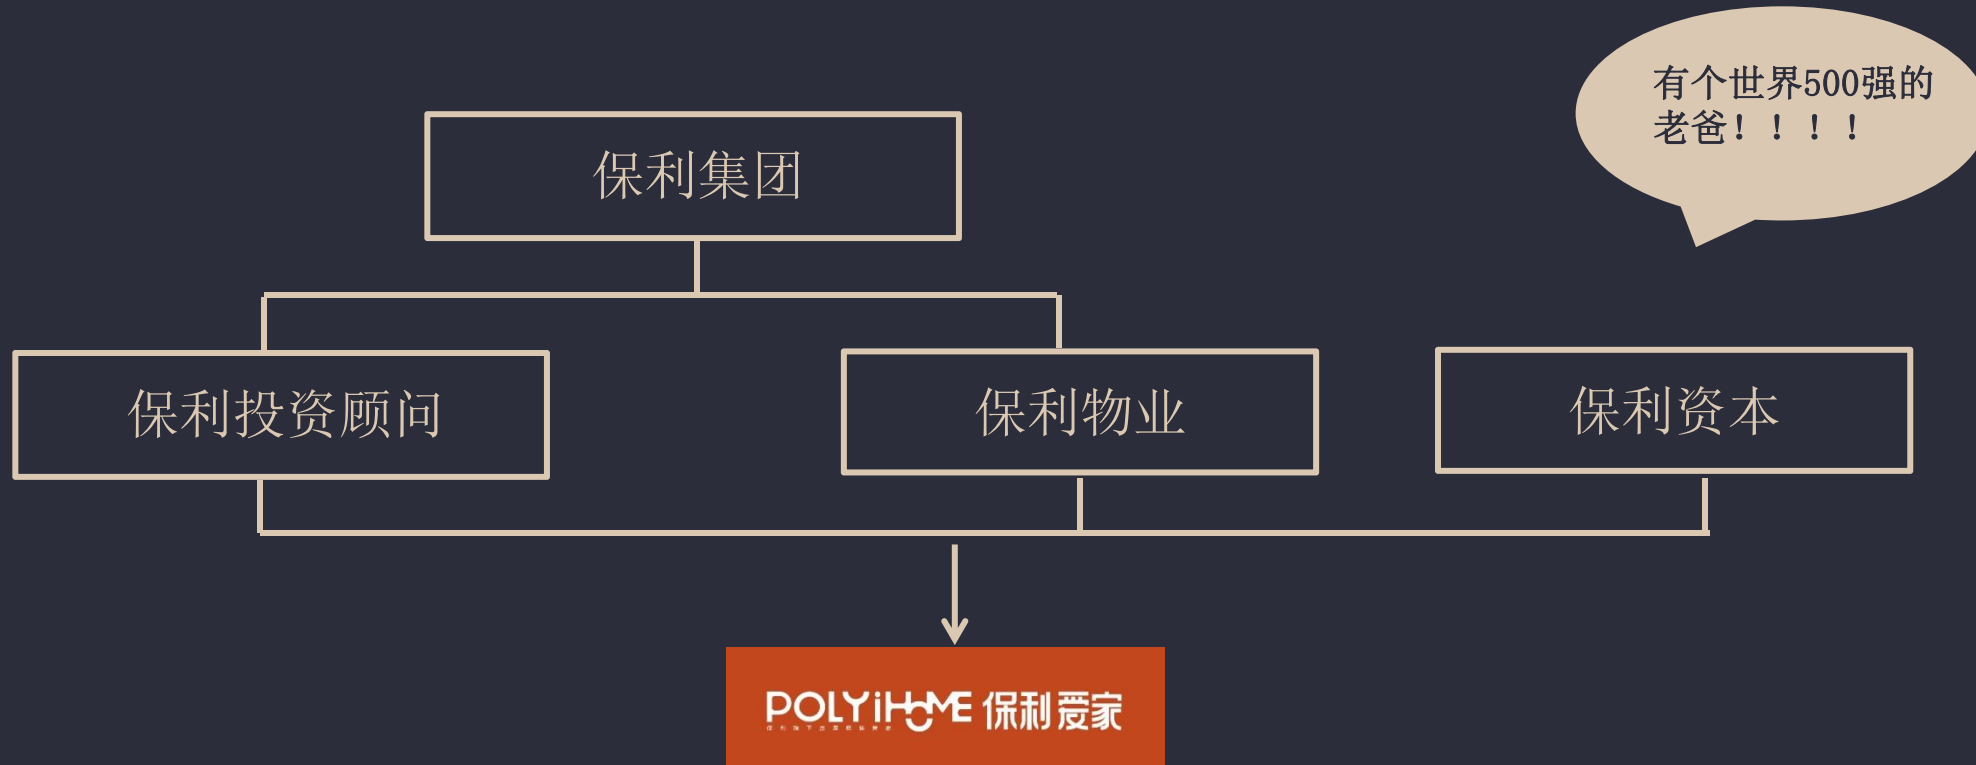 有个世界500强的
老爸！！！！
保利集团
保利投资顾问
保利物业
保利资本
POLYiHOME 保利爱家